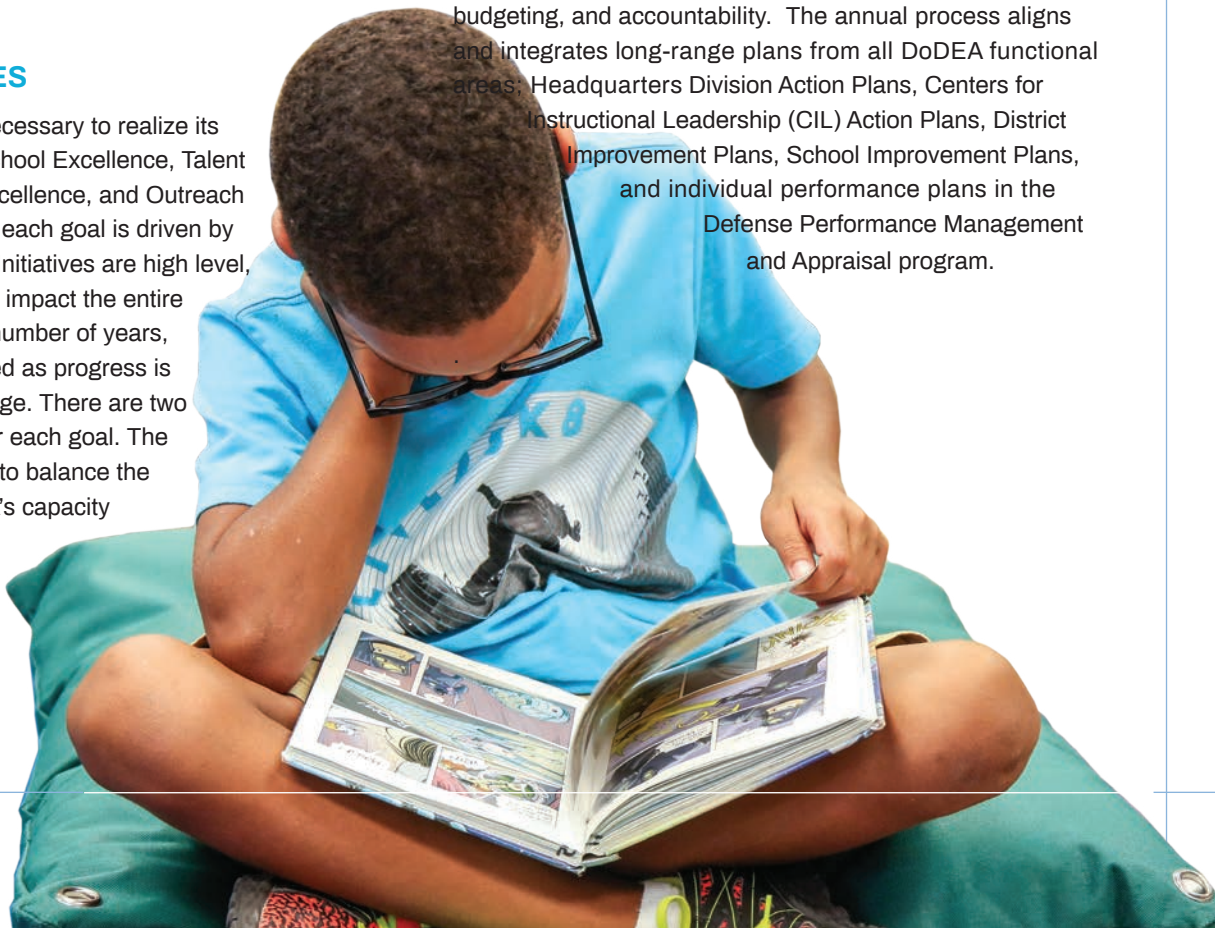 ES
ecessary to realize its
hool Excellence, Talent
cellence, and Outreach
each goal is driven by
nitiatives are high level,
impact the entire
number of years,
ed as progress is
ge. There are two
r each goal. The
to balance the
's capacity
budgeting, and accountability. The annual process aligns
and integrates long-range plans from all DoDEA functional
areas; Headquarters Division Action Plans, Centers for
Instructional Leadership (CIL) Action Plans, District
Improvement Plans, School Improvement Plans,
and individual performance plans in the
Defense Performance Management
and Appraisal program.